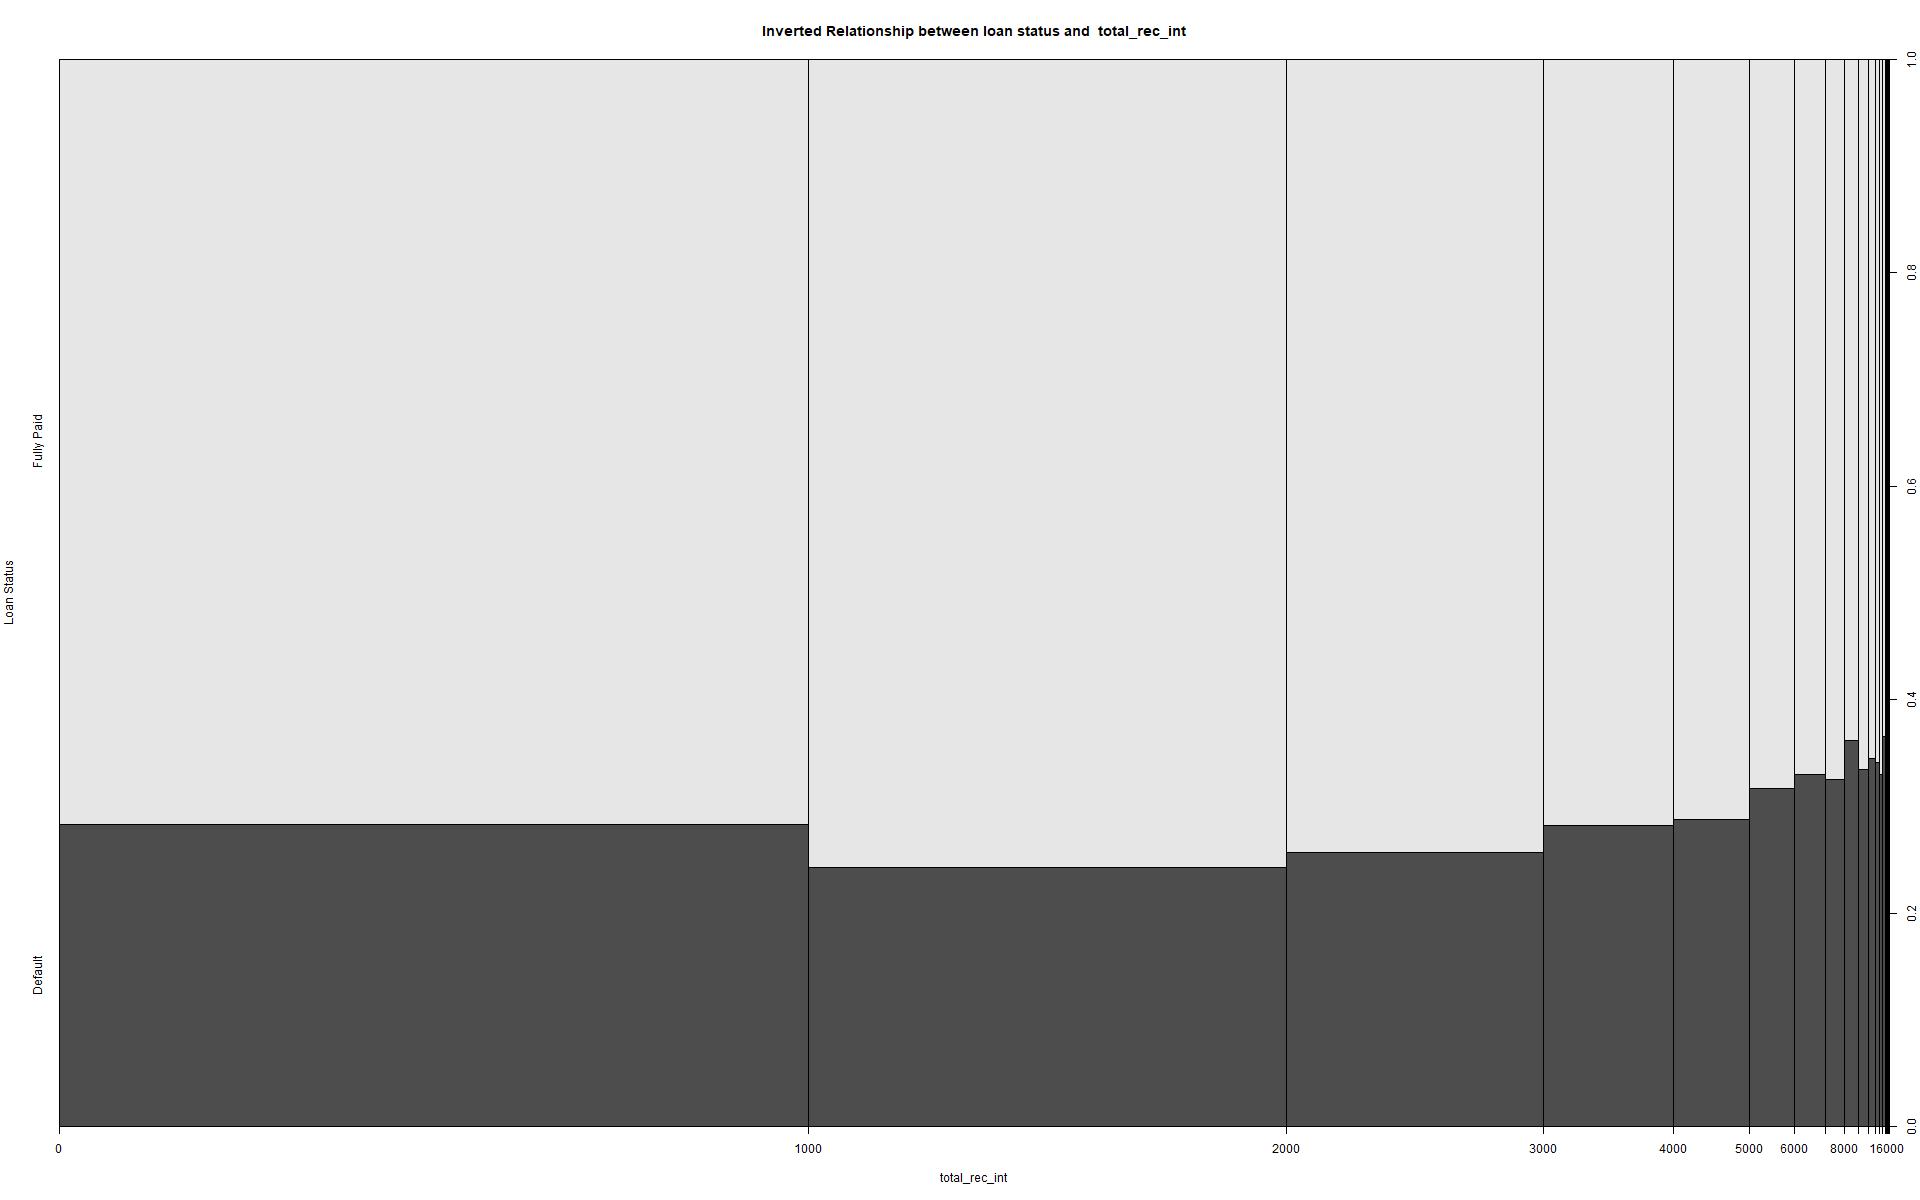 Inverted Relationship between loan status and  total_rec_int
Loan Status
Fully Paid
Default
1.0
0.8
0.6
0.4
0.2
0.0
0 1000 2000 3000 4000 5000 6000 8000 16000
total_rec_int